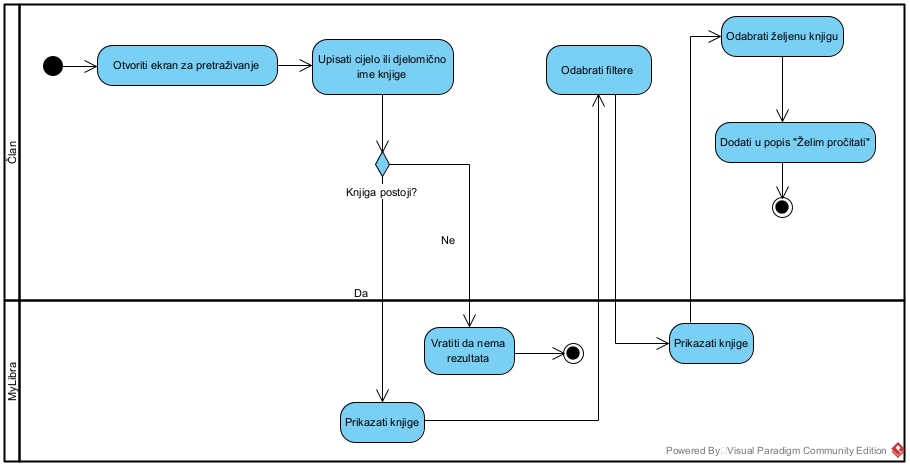 Član
Otvoriti ekran za pretraživanje
Upisati cijelo ili djelomično
ime knjige
Knjiga postoji?
Ne
Da
Odabrati filtere
Odabrati željenu knjigu
Dodati u popis "Želim pročitati"
MyLibra
Vratiti da nema
rezultata
Prikazati knjige
Prikazati knjige
Powered By Visual Paradigm Community Edition